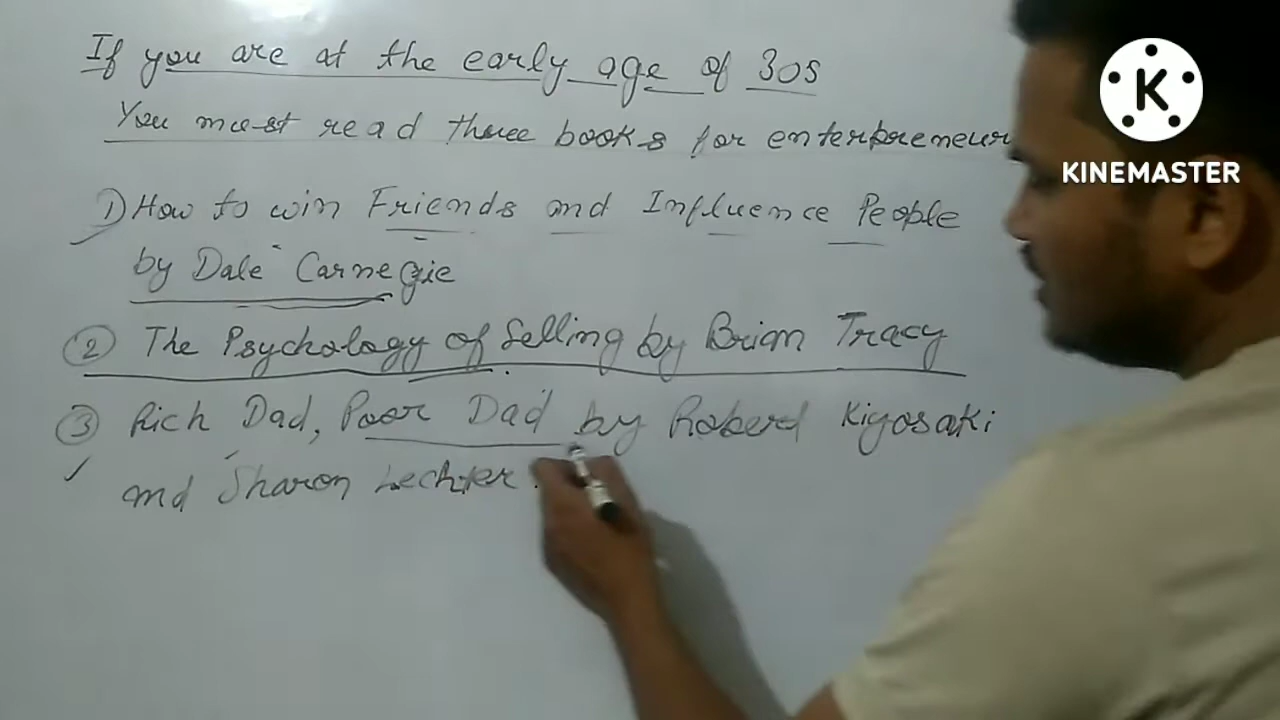 If you are at the early age of 30s
You must read three books for enterpreneur
1) How to win Friends and Influence People
by Dale Carnegie
2 The Psychology of Selling by Brian Tracy
3 Rich Dad, Poor Dad by Roberd Kiyosaki
and Sharon Lechter.
K
KINEMASTER